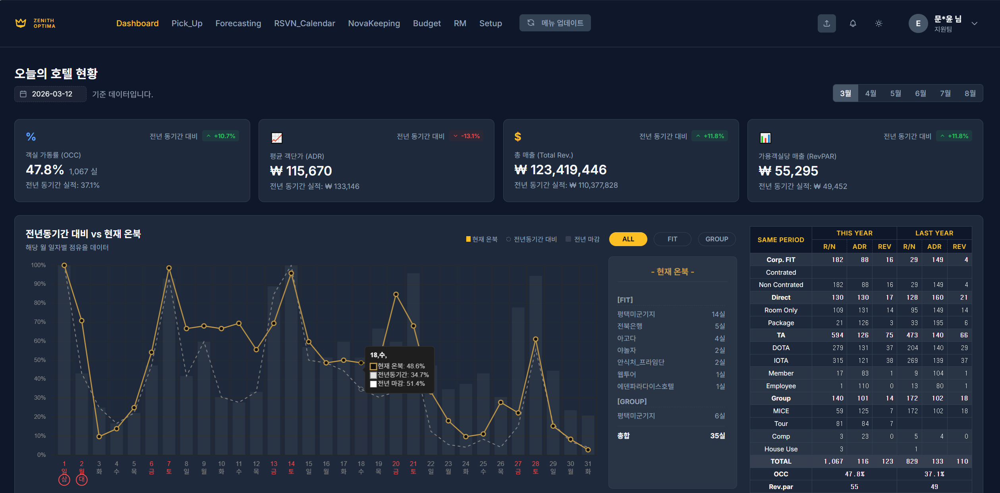 ZENITH
OPTIMA
Dashboard Pick_Up Forecasting RSVN_Calendar NovaKeeping Budget RM Setup 메뉴 업데이트
E 문*윤 님
지원팀
오늘의 호텔 현황
2026-03-12 기준 데이터입니다.
3월 4월 5월 6월 7월 8월
% 전년 동기간 대비 +10.7%
객실 가동률 (OCC)
47.8% 1,067 실
전년 동기간 실적: 37.1%
전년 동기간 대비 -13.1%
평균 객단가 (ADR)
₩ 115,670
전년 동기간 실적: ₩ 133,146
$ 전년 동기간 대비 +11.8%
총 매출 (Total Rev.)
₩ 123,419,446
전년 동기간 실적: ₩ 110,377,828
전년 동기간 대비 +11.8%
가용객실당 매출 (RevPAR)
₩ 55,295
전년 동기간 실적: ₩ 49,452
전년동기간 대비 vs 현재 온북
해당 월 일자별 점유율 데이터
현재 온북 전년동기간 대비 전년 마감
ALL FIT GROUP
100%
90%
80%
70%
60%
50%
40%
30%
20%
10%
0%
18,수,
현재 온북: 48.6%
전년동기간: 34.7%
전년 마감: 51.4%
1 2 3 4 5 6 7 8 9 10 11 12 13 14 15 16 17 18 19 20 21 22 23 24 25 26 27 28 29 30 31
일 월 화 수 목 금 토 일 월 화 수 목 금 토 일 월 화 수 목 금 토 일 월 화 수 목 금 토 일 월 화
삼 대
- 현재 온북 -
[FIT]
평택미군기지 14실
전북은행 5실
아고다 4실
야놀자 2실
안식처_프라임단 2실
웹투어 1실
에덴파라다이스호텔 1실
[GROUP]
평택미군기지 6실
총합 35실
SAME PERIOD THIS YEAR LAST YEAR
R/N ADR REV R/N ADR REV
Corp. FIT 182 88 16 29 149 4
Contrated
Non Contrated 182 88 16 29 149 4
Direct 130 130 17 128 160 21
Room Only 109 131 14 95 149 14
Package 21 126 3 33 195 6
TA 594 126 75 473 140 66
DOTA 279 131 37 204 140 29
IOTA 315 121 38 269 139 37
Member 17 83 1 9 104 1
Employee 1 110 0 13 80 1
Group 140 101 14 172 102 18
MICE 59 125 7 172 102 18
Tour 81 84 7
Comp 3 23 0 5 4 0
House Use 3 1
TOTAL 1,067 116 123 829 133 110
OCC 47.8% 37.1%
Rev.par 55 49